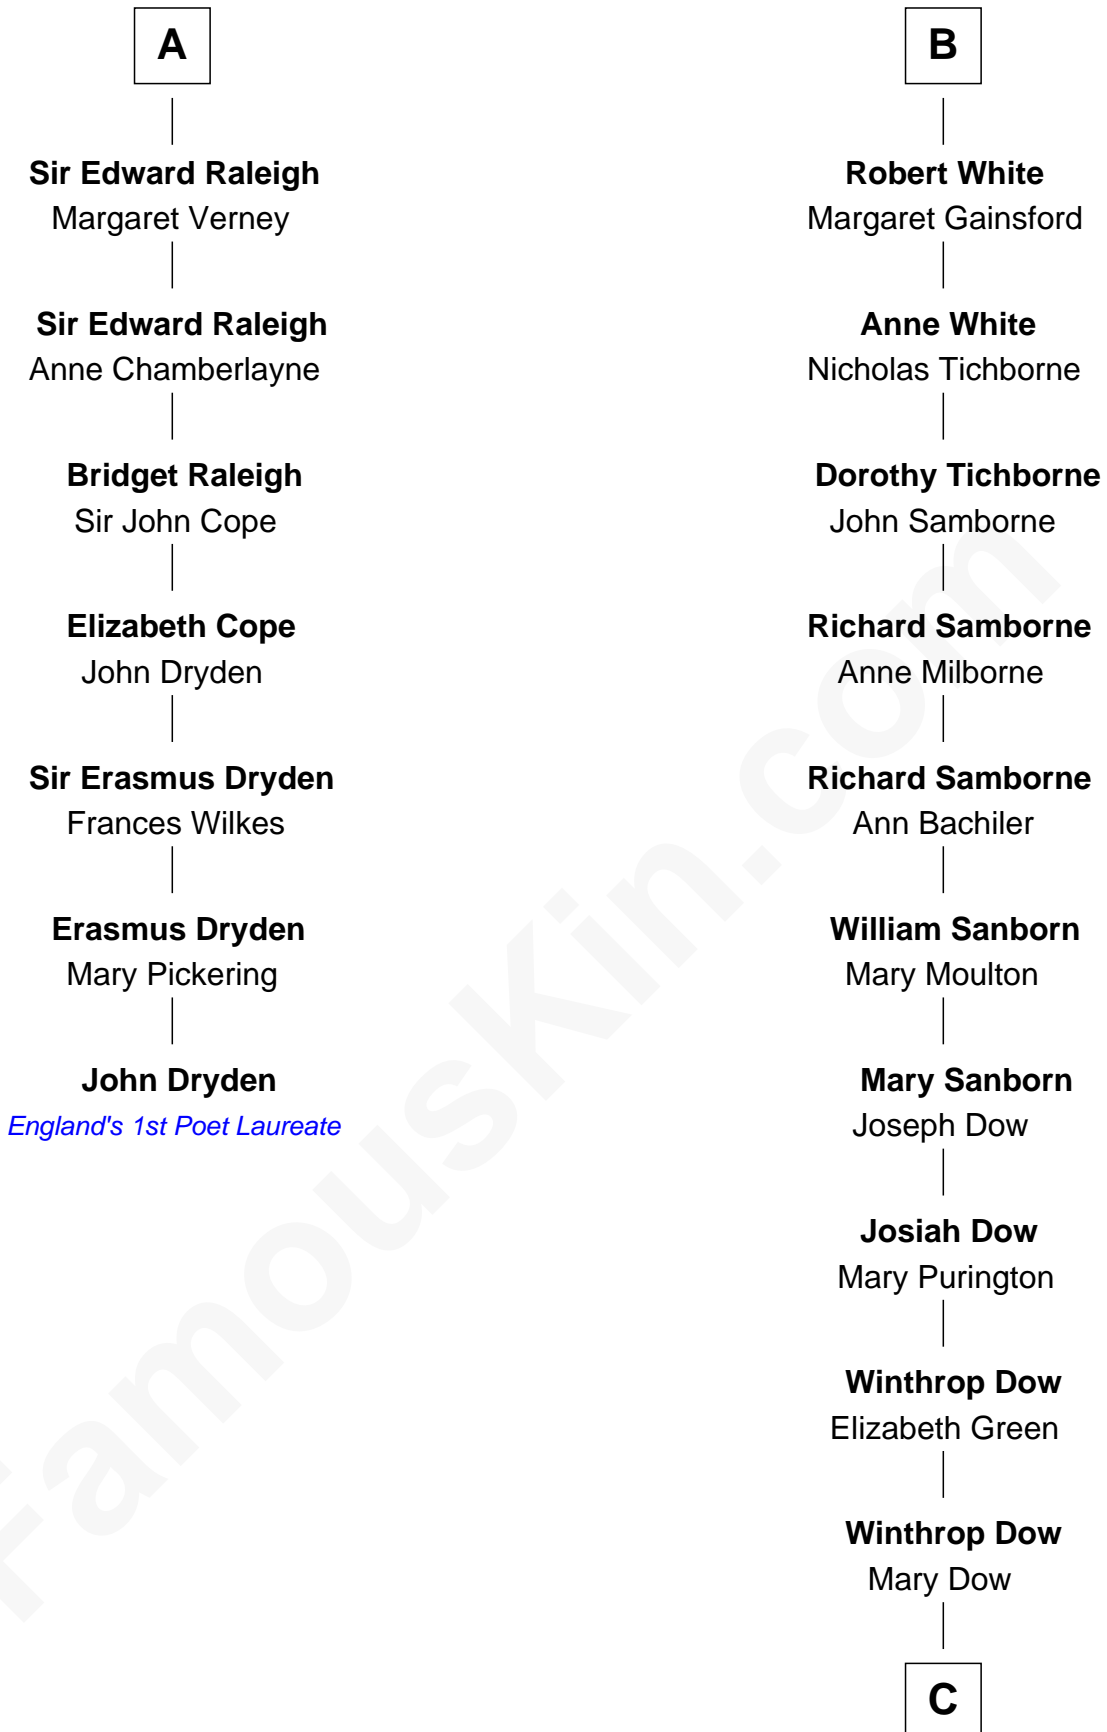 A
Sir Edward Raleigh
Margaret Verney
Sir Edward Raleigh
Anne Chamberlayne
Bridget Raleigh
Sir John Cope
Elizabeth Cope
John Dryden
Sir Erasmus Dryden
Frances Wilkes
Erasmus Dryden
Mary Pickering
John Dryden
England's 1st Poet Laureate
B
Robert White
Margaret Gainsford
Anne White
Nicholas Tichborne
Dorothy Tichborne
John Samborne
Richard Samborne
Anne Milborne
Richard Samborne
Ann Bachiler
William Sanborn
Mary Moulton
Mary Sanborn
Joseph Dow
Josiah Dow
Mary Purington
Winthrop Dow
Elizabeth Green
Winthrop Dow
Mary Dow
C
FamousKin.com